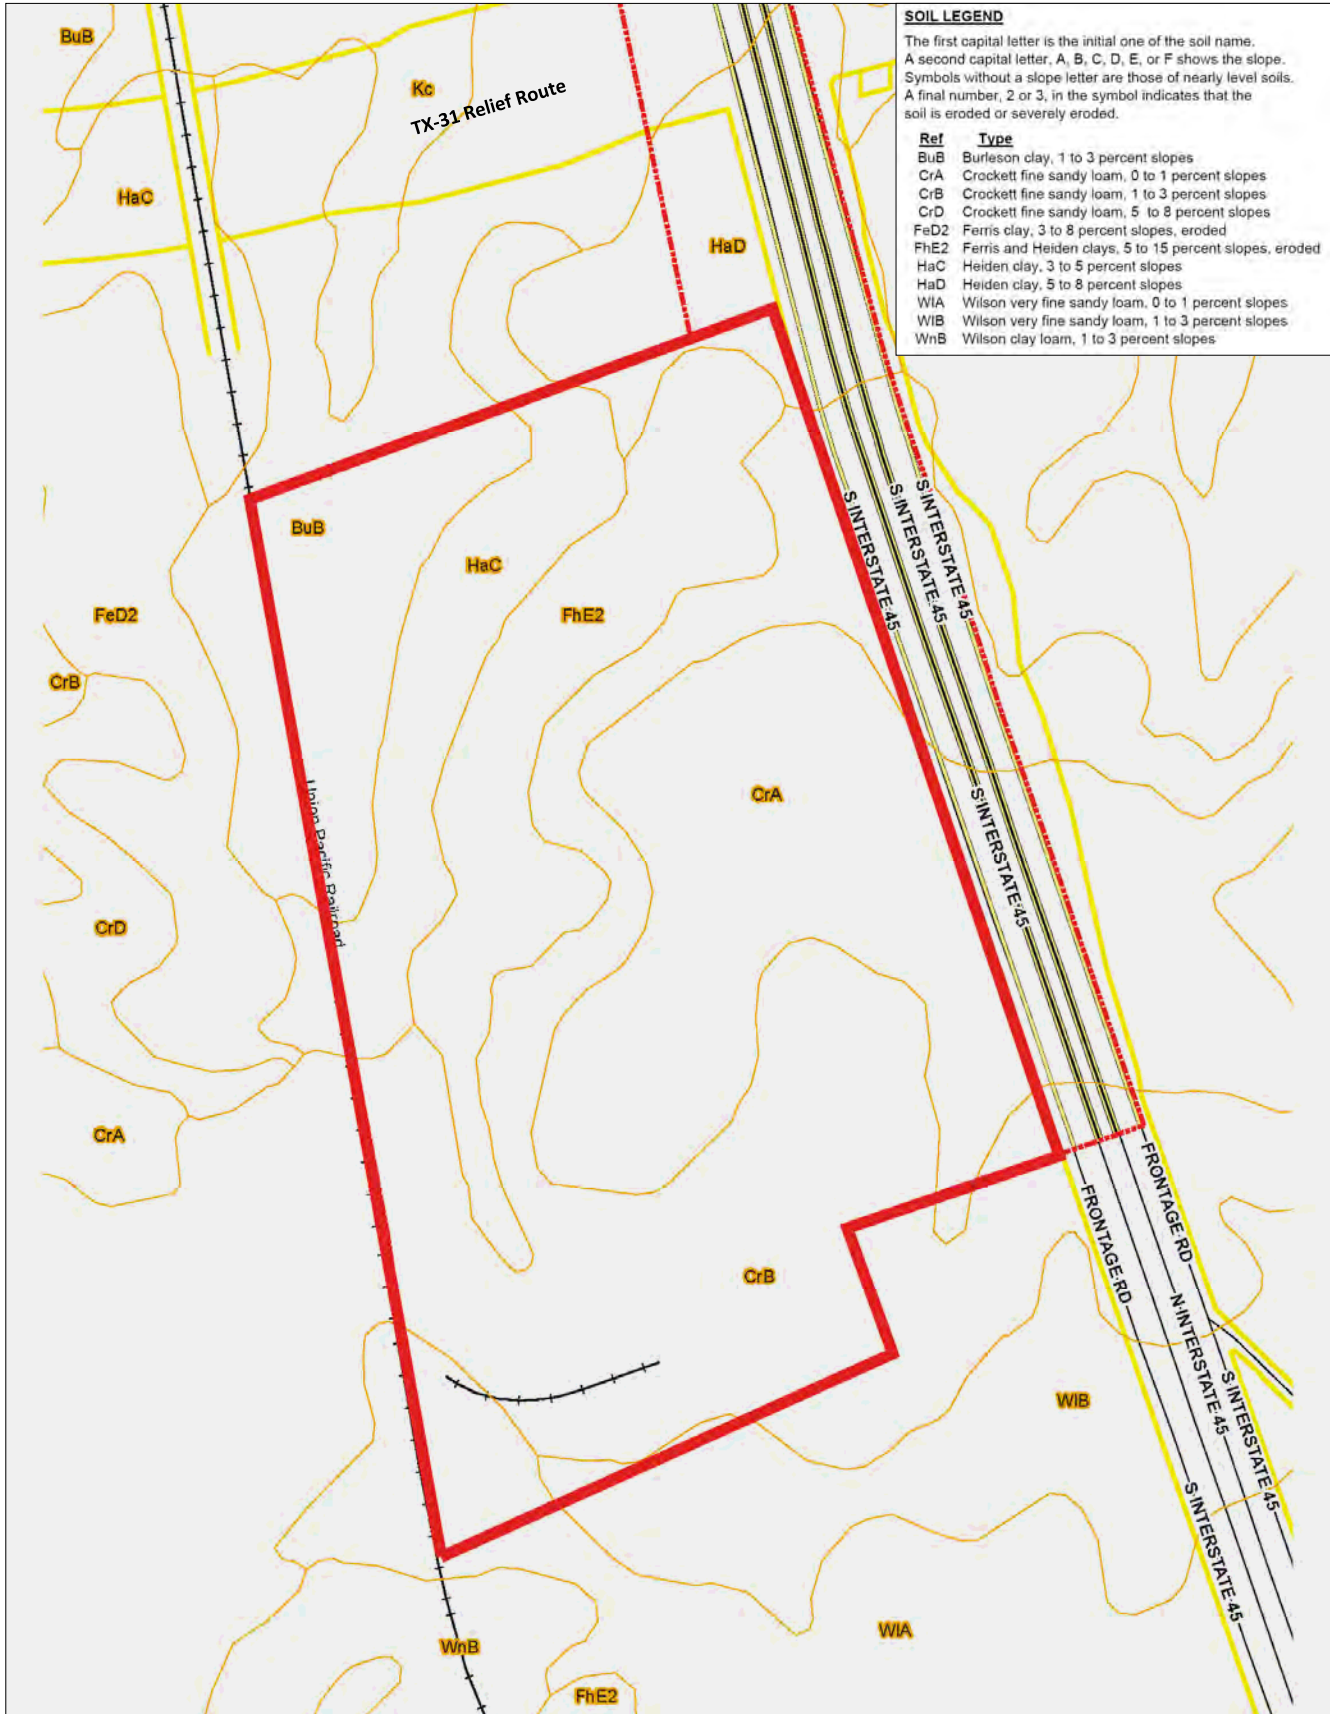 SOIL LEGEND
The first capital letter is the initial one of the soil name.
A second capital letter, A, B, C, D, E, or F shows the slope.
Symbols without a slope letter are those of nearly level soils.
A final number, 2 or 3, in the symbol indicates that the
soil is eroded or severely eroded.
Ref Type
BuB Burleson clay, 1 to 3 percent slopes
CrA Crockett fine sandy loam, 0 to 1 percent slopes
CrB Crockett fine sandy loam, 1 to 3 percent slopes
CrD Crockett fine sandy loam, 5 to 8 percent slopes
FeD2 Ferris clay, 3 to 8 percent slopes, eroded
FhE2 Ferris and Heiden clays, 5 to 15 percent slopes, eroded
HaC Heiden clay, 3 to 5 percent slopes
HaD Heiden clay, 5 to 8 percent slopes
WIA Wilson very fine sandy loam, 0 to 1 percent slopes
WIB Wilson very fine sandy loam, 1 to 3 percent slopes
WnB Wilson clay loam, 1 to 3 percent slopes
BuB
Kc
TX-31 Relief Route
HaC
HaD
BuB
HaC
FhE2
FeD2
CrB
S INTERSTATE 45
S INTERSTATE 45
S INTERSTATE 45
CrA
S INTERSTATE 45
Union Pacific Railroad
CrD
CrA
CrB
FRONTAGE RD
FRONTAGE RD
N INTERSTATE 45
S INTERSTATE 45
WIB
S INTERSTATE 45
WIA
WnB
FhE2